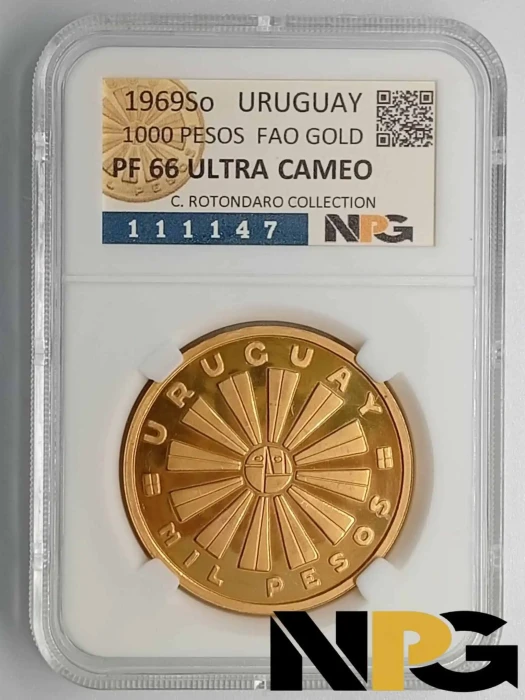 1969So URUGUAY
1000 PESOS FAO GOLD
PF 66 ULTRA CAMEO
C. ROTONDARO COLLECTION
111147 NPG
URUGUAY
MIL PESOS
NPG